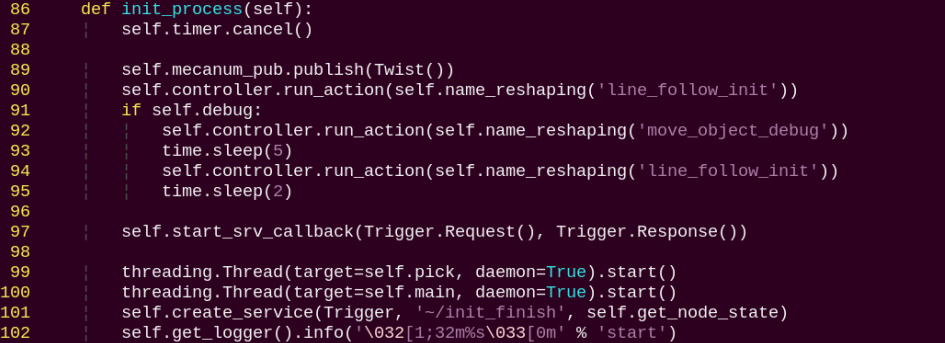 86     def init_process(self):
87         self.timer.cancel()
88
89         self.mecanum_pub.publish(Twist())
90         self.controller.run_action(self.name_reshaping('line_follow_init'))
91         if self.debug:
92             self.controller.run_action(self.name_reshaping('move_object_debug'))
93             time.sleep(5)
94             self.controller.run_action(self.name_reshaping('line_follow_init'))
95             time.sleep(2)
96
97         self.start_srv_callback(Trigger.Request(), Trigger.Response())
98
99         threading.Thread(target=self.pick, daemon=True).start()
100         threading.Thread(target=self.main, daemon=True).start()
101         self.create_service(Trigger, '~/init_finish', self.get_node_state)
102         self.get_logger().info('\032[1;32m%s\033[0m' % 'start')